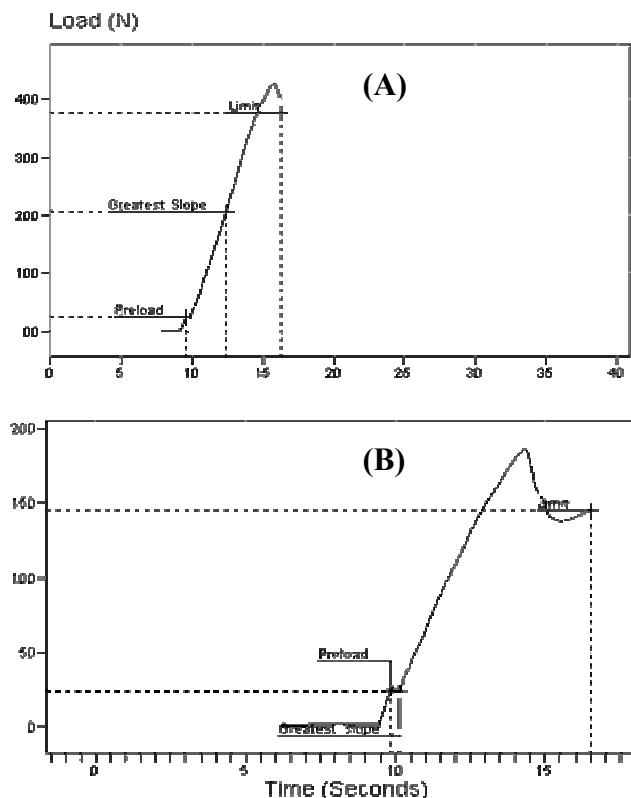 Load (N)
(A)
400
300
200
100
00
Limit
Greatest Slope
Preload
0 5 10 15 20 25 30 35 40
(B)
200
150
100
50
0
Limit
Preload
Greatest Slope
0 5 10 15
Time (Seconds)